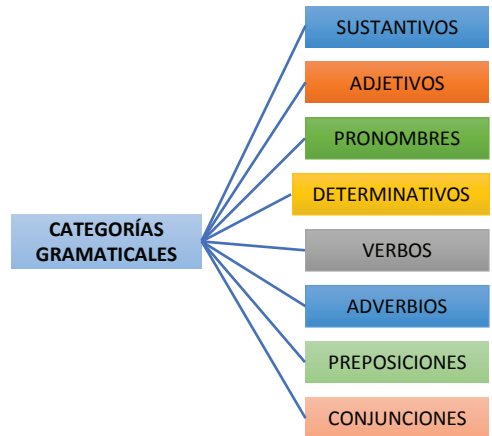 CATEGORÍAS
GRAMATICALES
SUSTANTIVOS
ADJETIVOS
PRONOMBRES
DETERMINATIVOS
VERBOS
ADVERBIOS
PREPOSICIONES
CONJUNCIONES